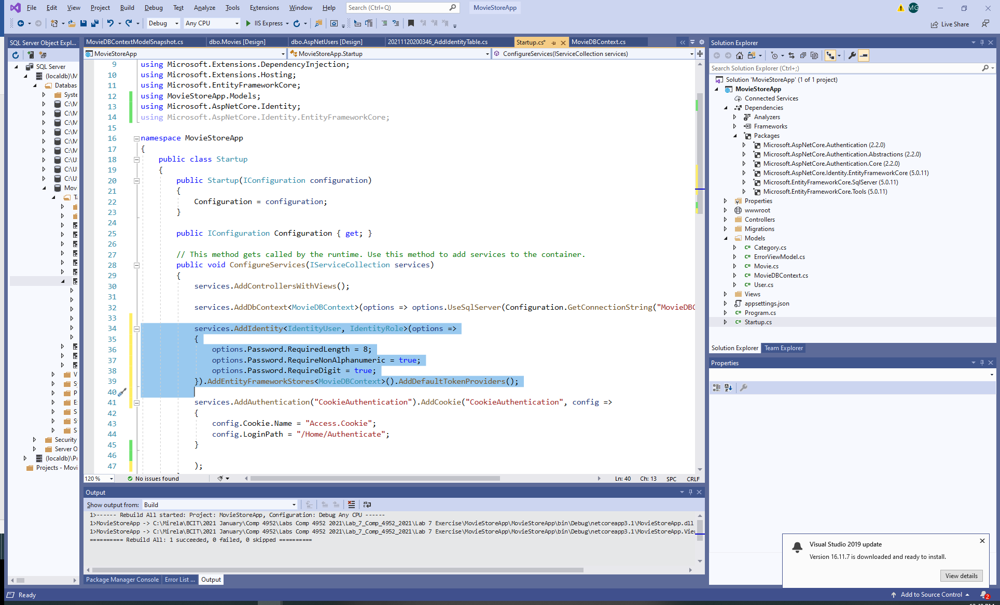 File Edit View Project Build Debug Test Analyze Tools Extensions Window Help Search (Ctrl+Q) MovieStoreApp MG
Debug Any CPU IIS Express Live Share
SQL Server Object Expl...
SQL Server
(localdb)\M
Databas
Syste
C:\M
C:\M
C:\M
C:\M
C:\M
C:\M
C:\U
C:\U
C:\U
Mov
Ta
V
Sy
P
E
S
S
S
Security
Server O
(localdb)\Pr
Projects - Movi
MovieDBContextModelSnapshot.cs dbo.Movies [Design] dbo.AspNetUsers [Design] 20211120200346_AddIdentityTable.cs Startup.cs* MovieDBContext.cs
MovieStoreApp MovieStoreApp.Startup ConfigureServices(IServiceCollection services)
9 using Microsoft.Extensions.DependencyInjection;
10 using Microsoft.Extensions.Hosting;
11 using Microsoft.EntityFrameworkCore;
12 using MovieStoreApp.Models;
13 using Microsoft.AspNetCore.Identity;
14 using Microsoft.AspNetCore.Identity.EntityFrameworkCore;
15
16 namespace MovieStoreApp
17 {
18 public class Startup
19 {
20 public Startup(IConfiguration configuration)
21 {
22 Configuration = configuration;
23 }
24
25 public IConfiguration Configuration { get; }
26
27 // This method gets called by the runtime. Use this method to add services to the container.
28 public void ConfigureServices(IServiceCollection services)
29 {
30 services.AddControllersWithViews();
31
32 services.AddDbContext<MovieDBContext>(options => options.UseSqlServer(Configuration.GetConnectionString("MovieDBC
33
34 services.AddIdentity<IdentityUser, IdentityRole>(options =>
35 {
36 options.Password.RequiredLength = 8;
37 options.Password.RequireNonAlphanumeric = true;
38 options.Password.RequireDigit = true;
39 }).AddEntityFrameworkStores<MovieDBContext>().AddDefaultTokenProviders();
40
41 services.AddAuthentication("CookieAuthentication").AddCookie("CookieAuthentication", config =>
42 {
43 config.Cookie.Name = "Access.Cookie";
44 config.LoginPath = "/Home/Authenticate";
45 }
46
47 );
120 % No issues found Ln: 40 Ch: 13 SPC CRLF
Output
Show output from: Build
1>------ Rebuild All started: Project: MovieStoreApp, Configuration: Debug Any CPU ------
1>MovieStoreApp -> C:\Mirela\BCIT\2021 January\Comp 4952\Labs Comp 4952 2021\Lab_7_Comp_4952_2021\Lab 7 Exercise\MovieStoreApp\MovieStoreApp\bin\Debug\netcoreapp3.1\MovieStoreApp.dll
1>MovieStoreApp -> C:\Mirela\BCIT\2021 January\Comp 4952\Labs Comp 4952 2021\Lab_7_Comp_4952_2021\Lab 7 Exercise\MovieStoreApp\MovieStoreApp\bin\Debug\netcoreapp3.1\MovieStoreApp.Vie
========== Rebuild All: 1 succeeded, 0 failed, 0 skipped ==========
Package Manager Console Error List ... Output
Solution Explorer
Search Solution Explorer (Ctrl+;)
Solution 'MovieStoreApp' (1 of 1 project)
MovieStoreApp
Connected Services
Dependencies
Analyzers
Frameworks
Packages
Microsoft.AspNetCore.Authentication (2.2.0)
Microsoft.AspNetCore.Authentication.Abstractions (2.2.0)
Microsoft.AspNetCore.Authentication.Core (2.2.0)
Microsoft.AspNetCore.Identity.EntityFrameworkCore (5.0.11)
Microsoft.EntityFrameworkCore.SqlServer (5.0.11)
Microsoft.EntityFrameworkCore.Tools (5.0.11)
Properties
wwwroot
Controllers
Migrations
Models
C# Category.cs
C# ErrorViewModel.cs
C# Movie.cs
C# MovieDBContext.cs
C# User.cs
Views
appsettings.json
C# Program.cs
C# Startup.cs
Solution Explorer Team Explorer
Properties
Visual Studio 2019 update
Version 16.11.7 is downloaded and ready to install.
View details
Ready Add to Source Control 2